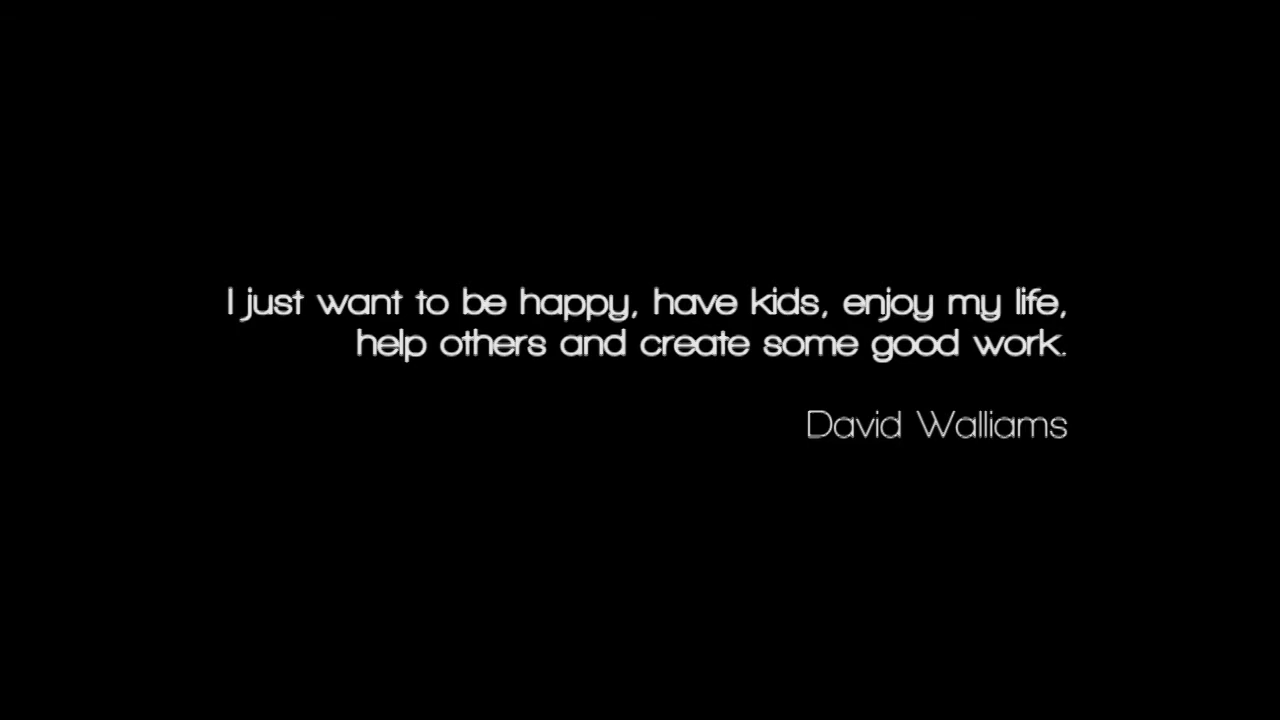 I just want to be happy, have kids, enjoy my life,
help others and create some good work.
David Walliams